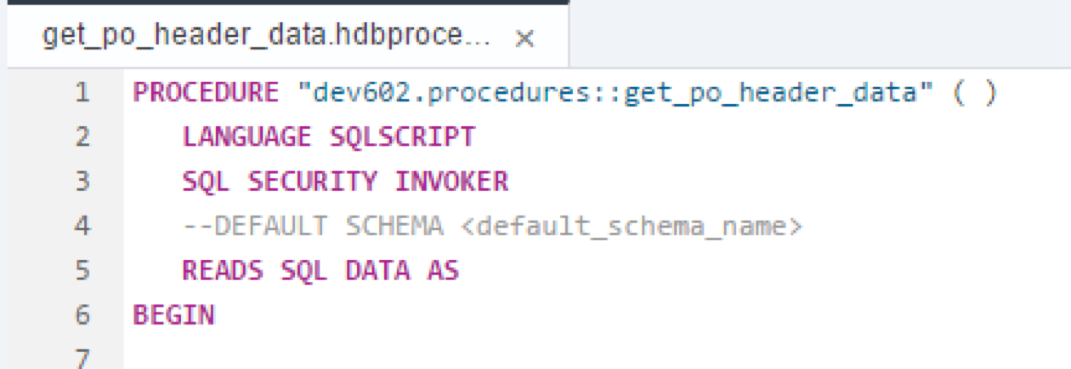 get_po_header_data.hdbproce... ×
1 PROCEDURE "dev602.procedures::get_po_header_data" ( )
2 LANGUAGE SQLSCRIPT
3 SQL SECURITY INVOKER
4 --DEFAULT SCHEMA <default_schema_name>
5 READS SQL DATA AS
6 BEGIN
7